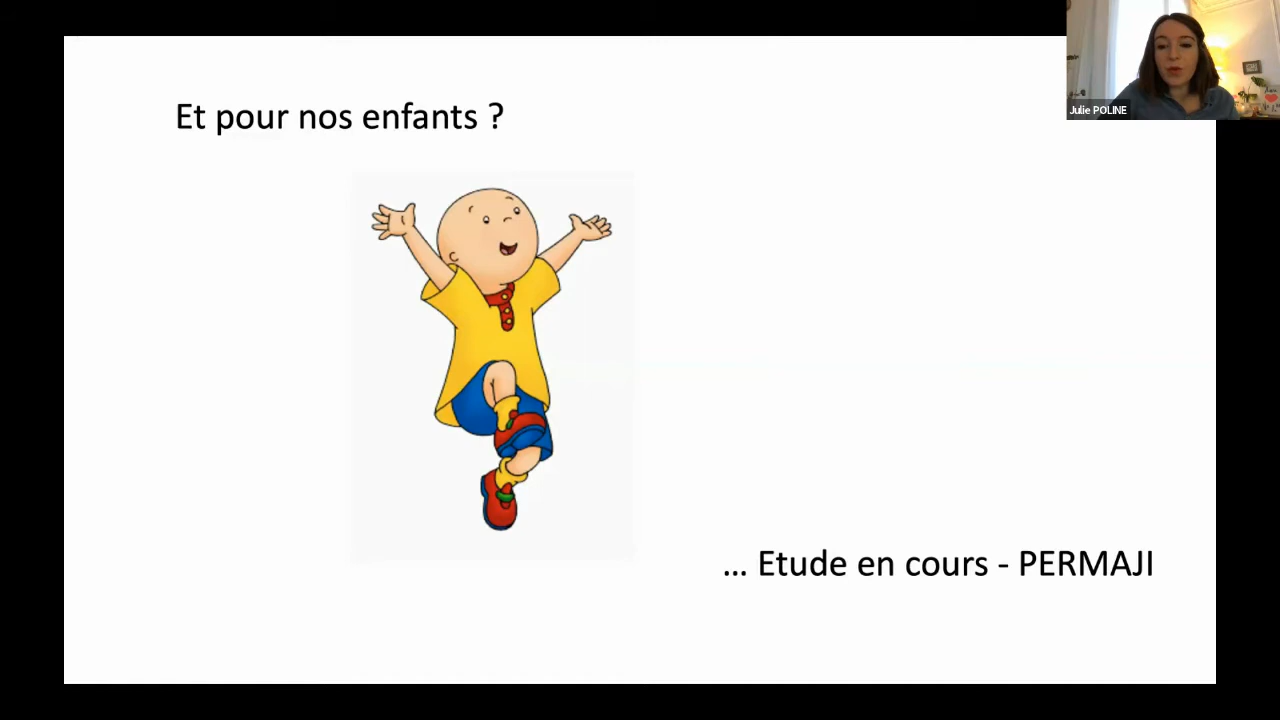 Julie POLINE
Et pour nos enfants ?
... Etude en cours - PERMAJI